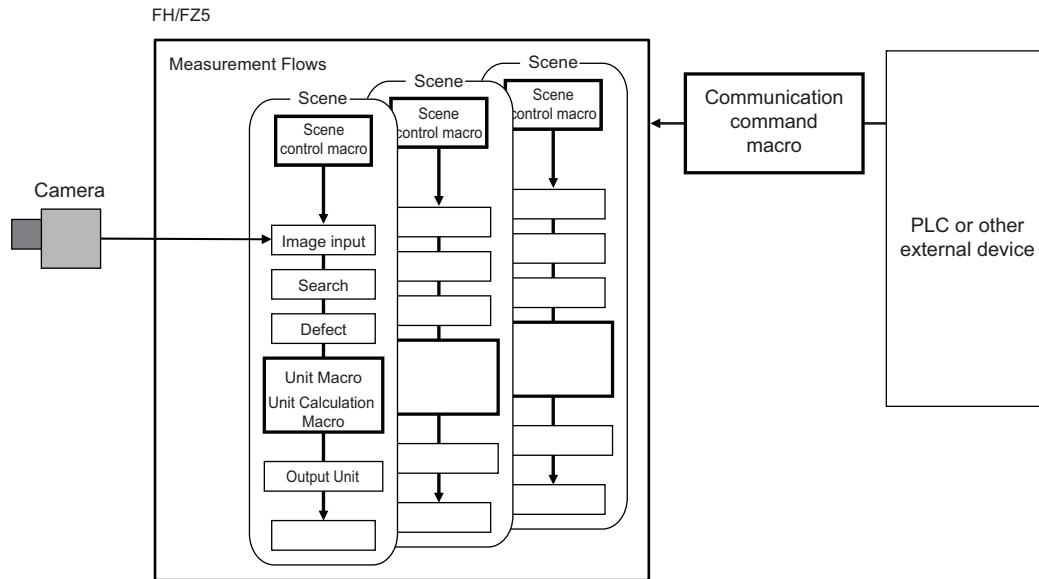 FH/FZ5
Measurement Flows
Scene
Scene
control macro
Image input
Search
Defect
Unit Macro
Unit Calculation
Macro
Output Unit
Scene
Scene
control macro
Scene
Scene
control macro
Camera
Communication
command
macro
PLC or other
external device